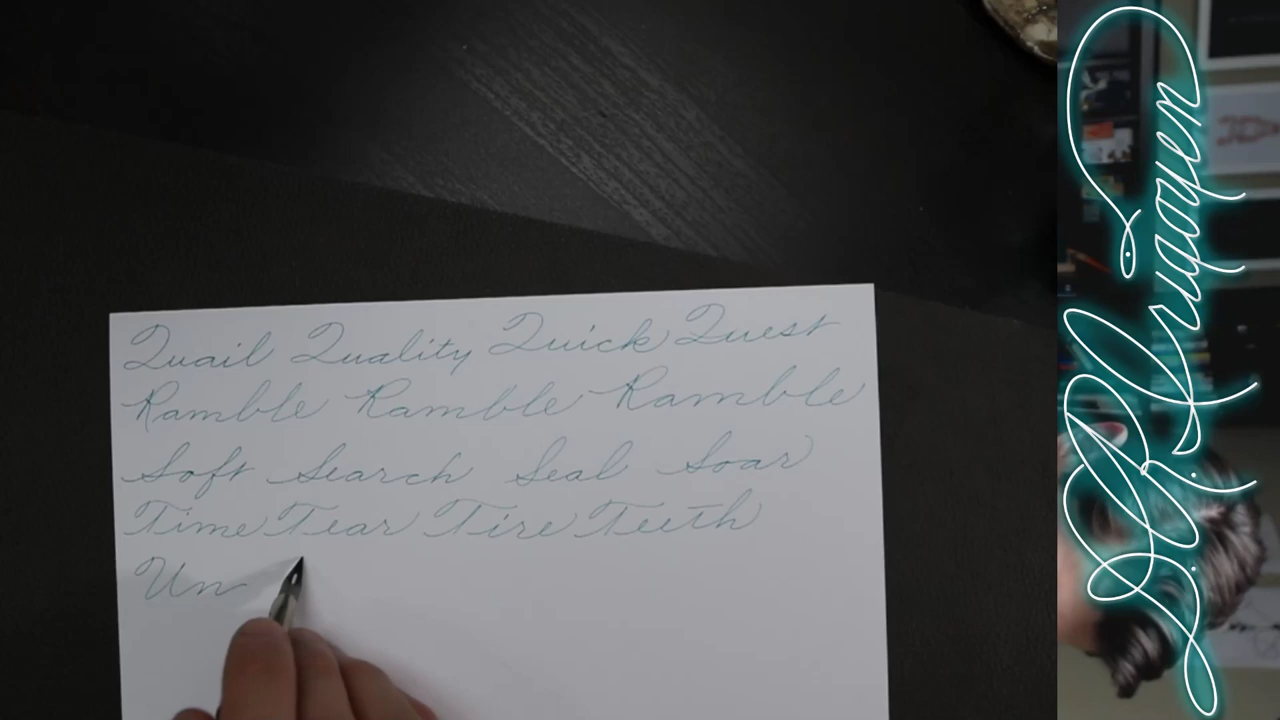 Quail Quality Quick Quest
Ramble Ramble Ramble
Soft Search Seal Soar
Time Tear Tire Teeth
Un